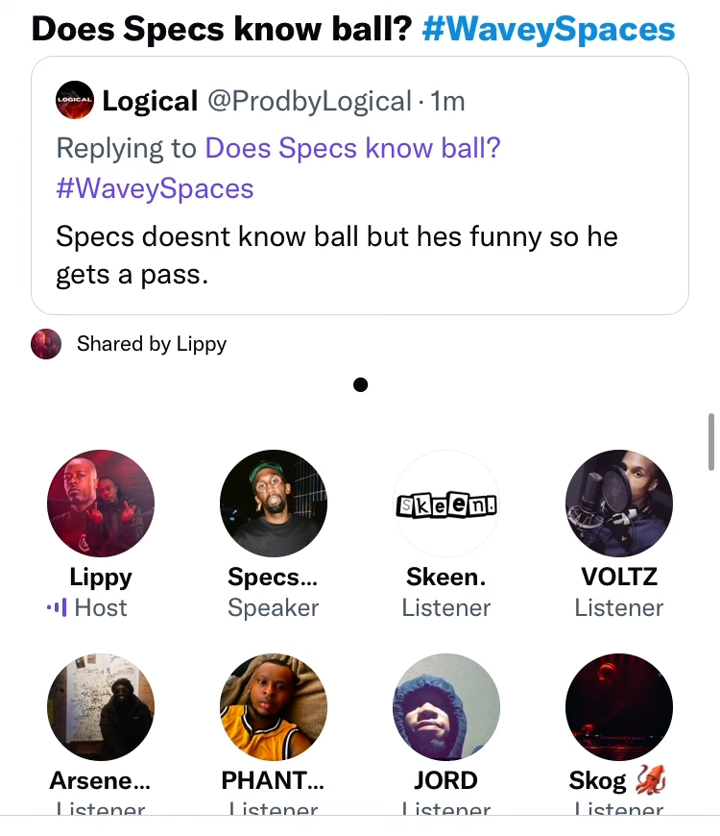 Does Specs know ball? #WaveySpaces
LOGICAL
Logical @ProdbyLogical · 1m
Replying to Does Specs know ball?
#WaveySpaces
Specs doesnt know ball but hes funny so he
gets a pass.
Shared by Lippy
skeen.
Lippy Specs... Skeen. VOLTZ
Host Speaker Listener Listener
Arsene... PHANT... JORD Skog 🦑
Listener Listener Listener Listener